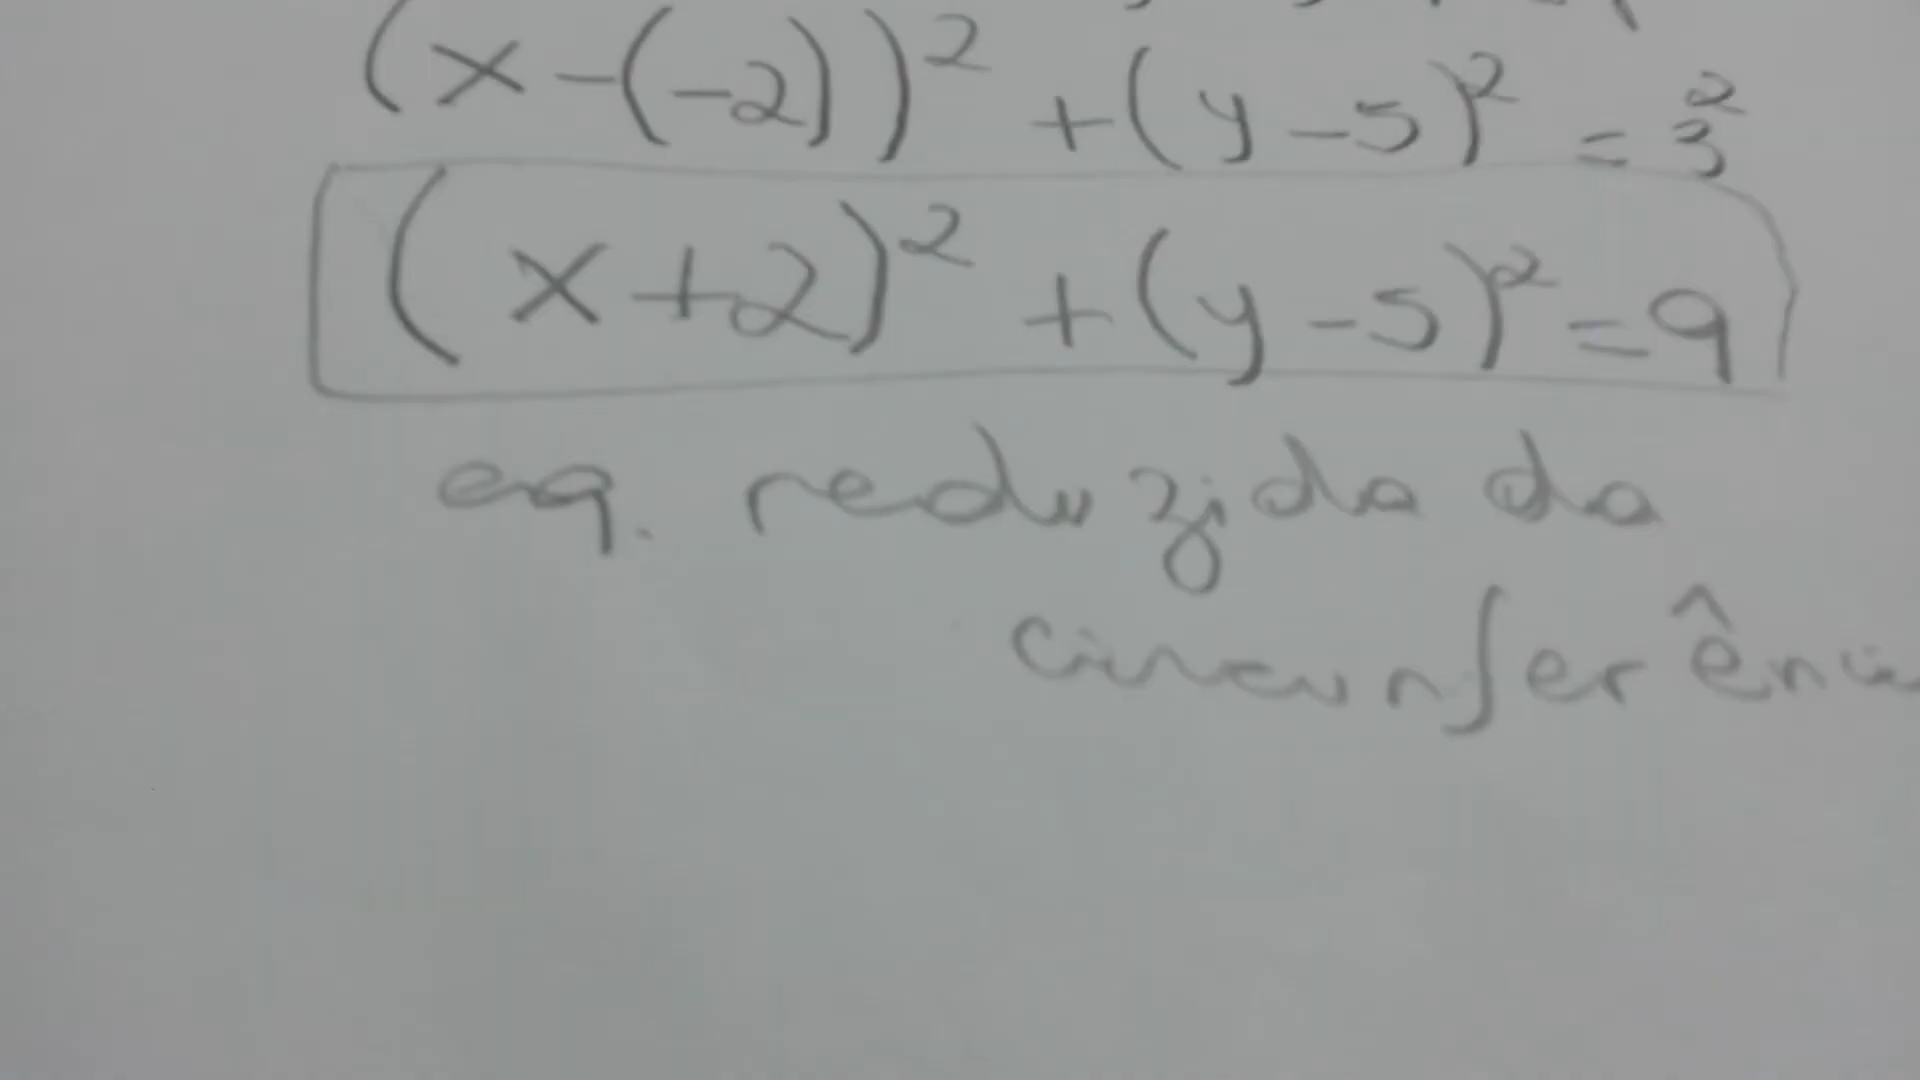 (x-(-2))² + (y-5)² = 3²
(x+2)² + (y-5)² = 9
eq. reduzida da
circunferência